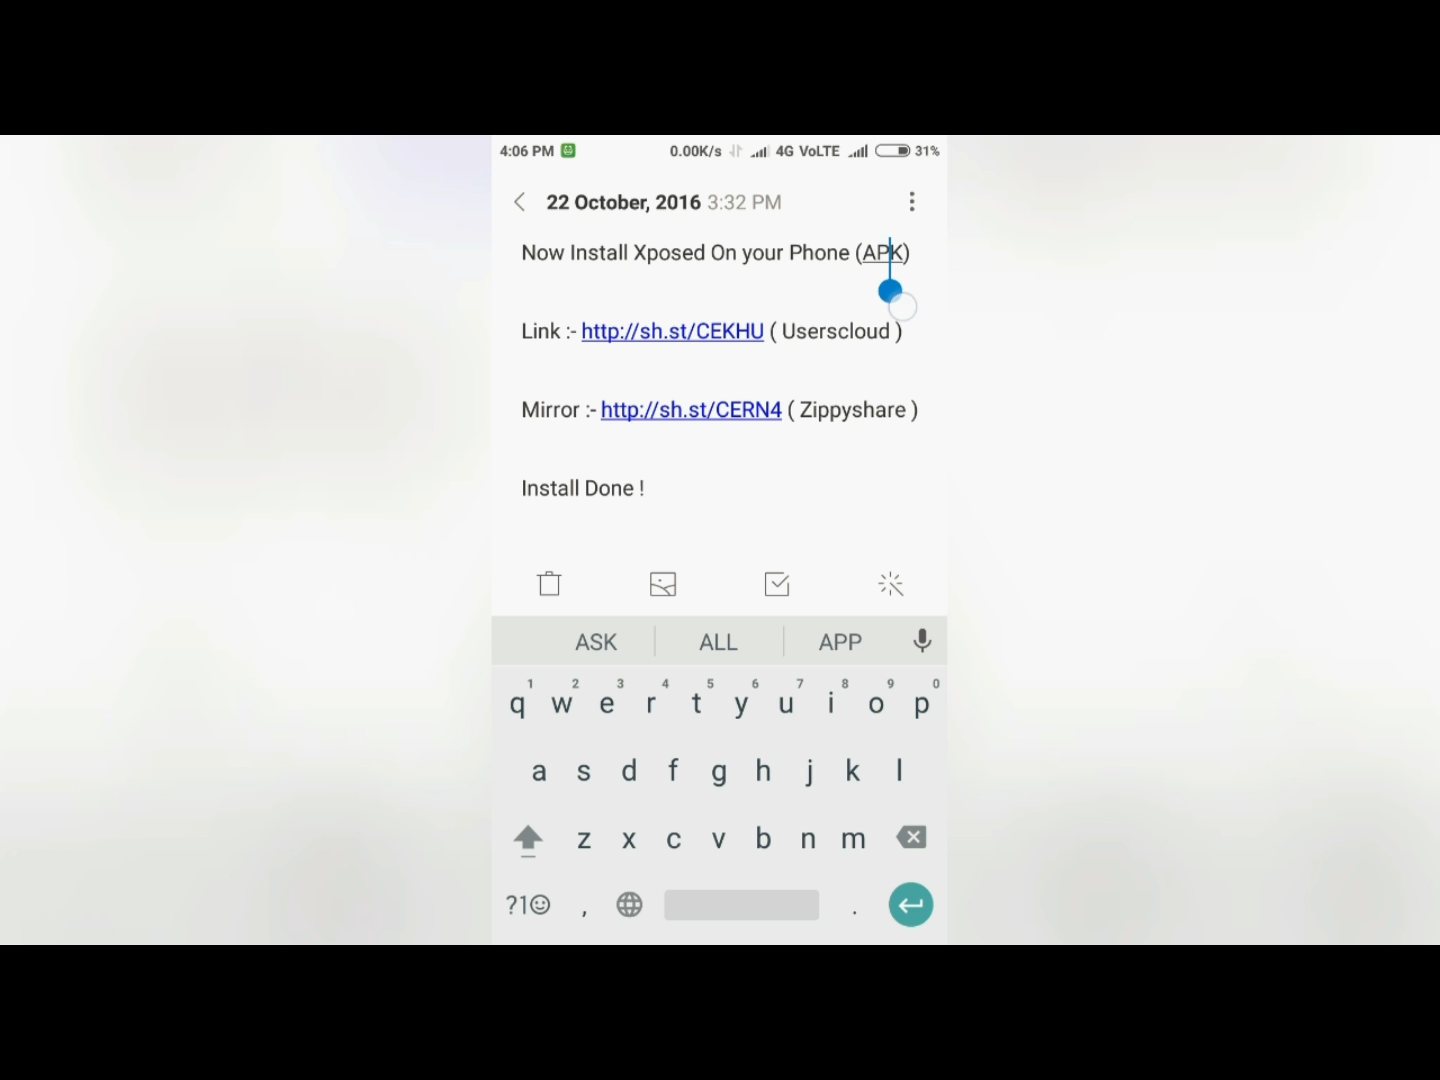 4:06 PM 0.00K/s 4G VoLTE 31%
22 October, 2016 3:32 PM
Now Install Xposed On your Phone (APK)
Link :- http://sh.st/CEKHU ( Userscloud )
Mirror :- http://sh.st/CERN4 ( Zippyshare )
Install Done !
ASK ALL APP
1 2 3 4 5 6 7 8 9 0
q w e r t y u i o p
a s d f g h j k l
z x c v b n m
?1☺ , .